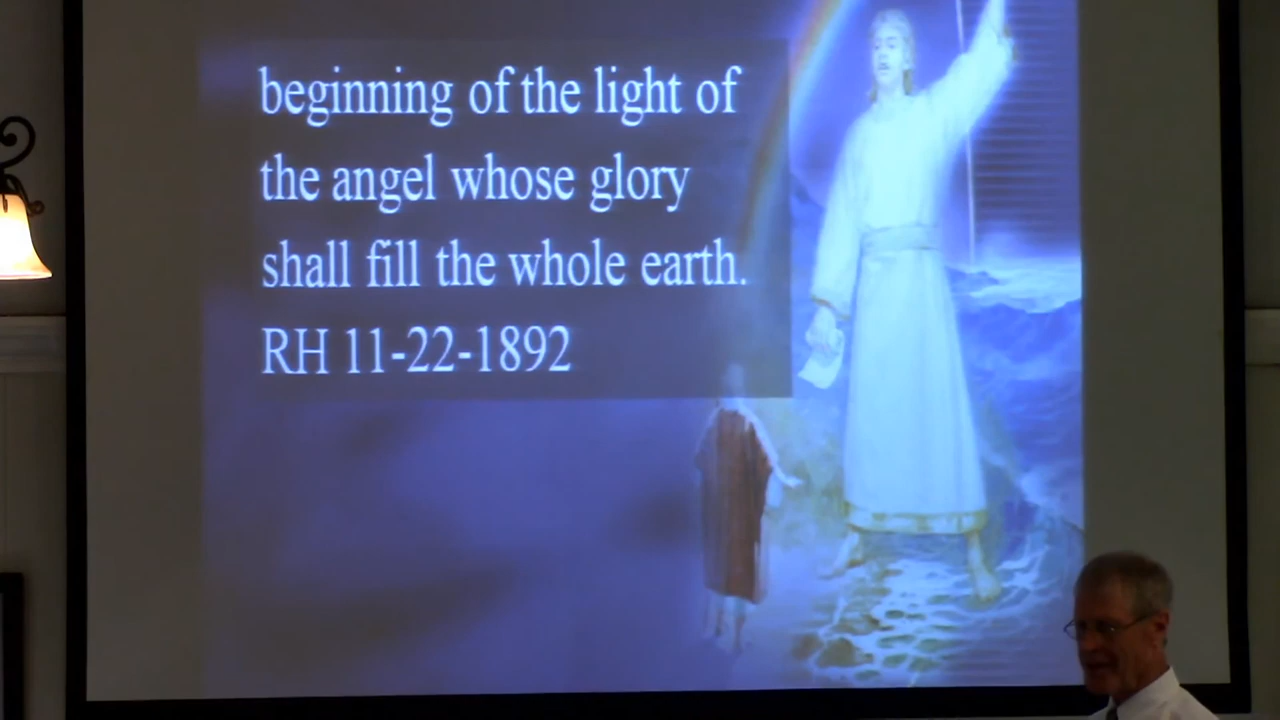 beginning of the light of
the angel whose glory
shall fill the whole earth.
RH 11-22-1892